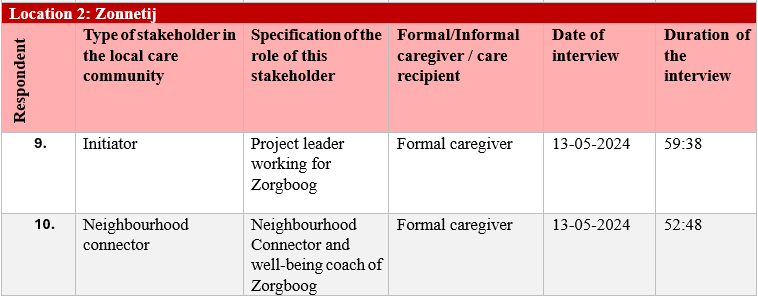 Location 2: Zonnetij
Respondent
Type of stakeholder in
the local care
community
Specification of the
role of this
stakeholder
Formal/Informal
caregiver / care
recipient
Date of
interview
Duration of
the
interview
9.
Initiator
Project leader
working for
Zorgboog
Formal caregiver
13-05-2024
59:38
10.
Neighbourhood
connector
Neighbourhood
Connector and
well-being coach of
Zorgboog
Formal caregiver
13-05-2024
52:48